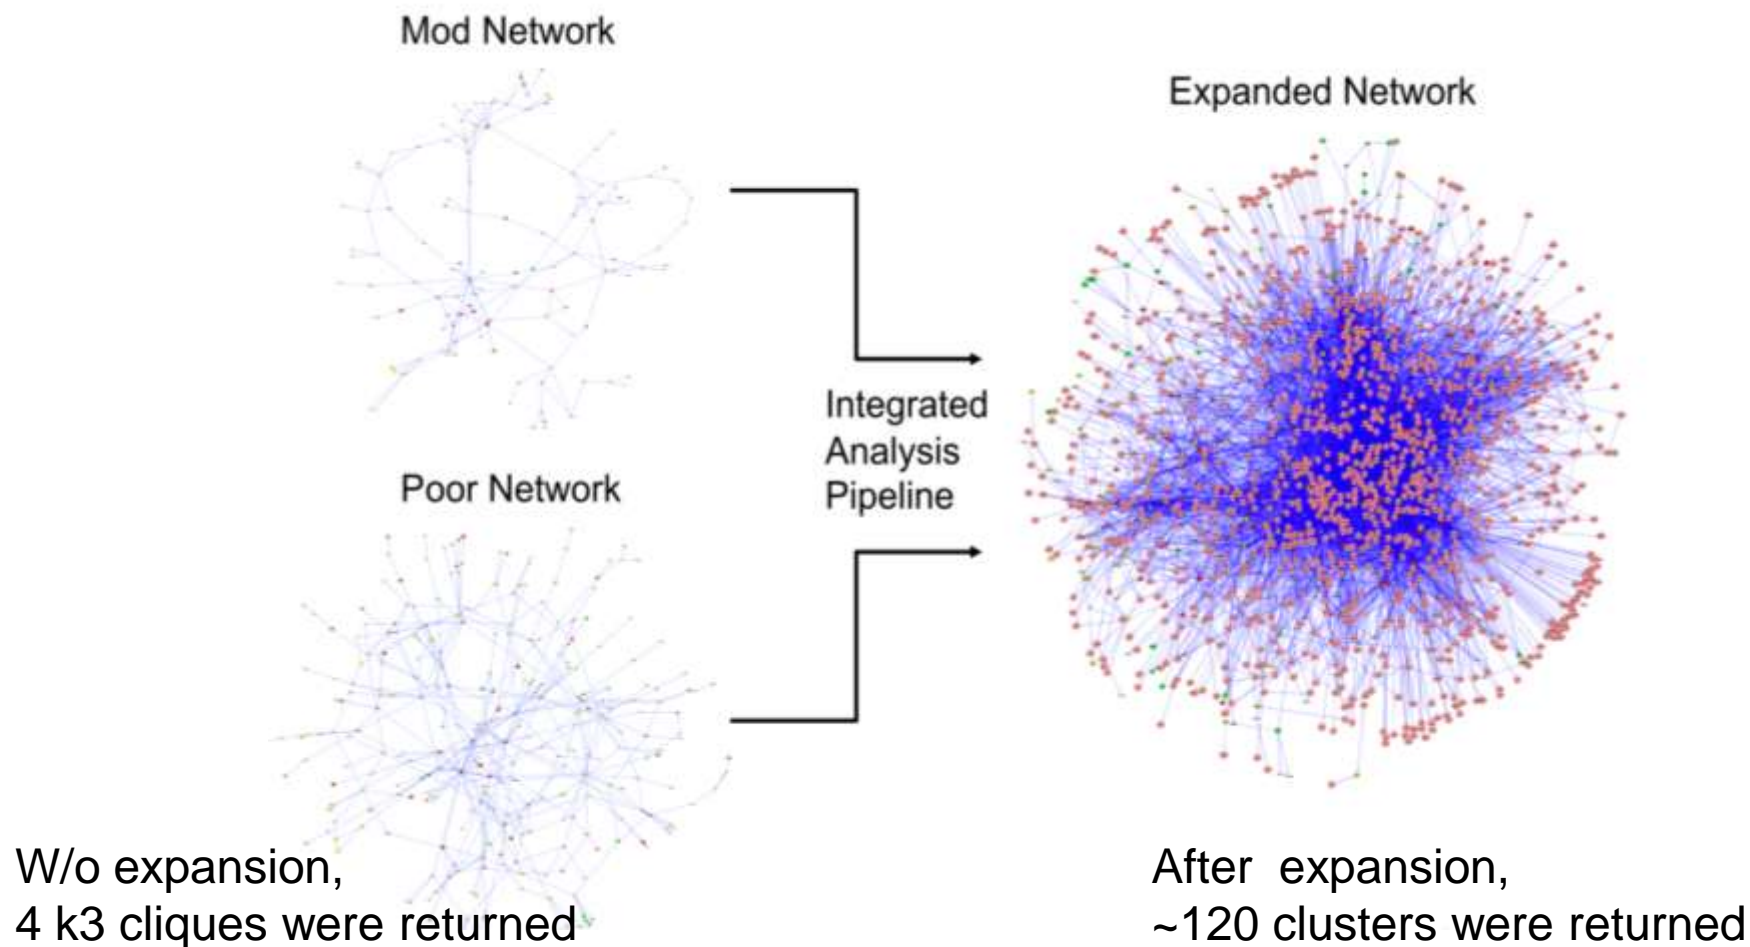 Mod Network
Expanded Network
Integrated
Analysis
Pipeline
Poor Network
W/o expansion,
4 k3 cliques were returned
After expansion,
~120 clusters were returned